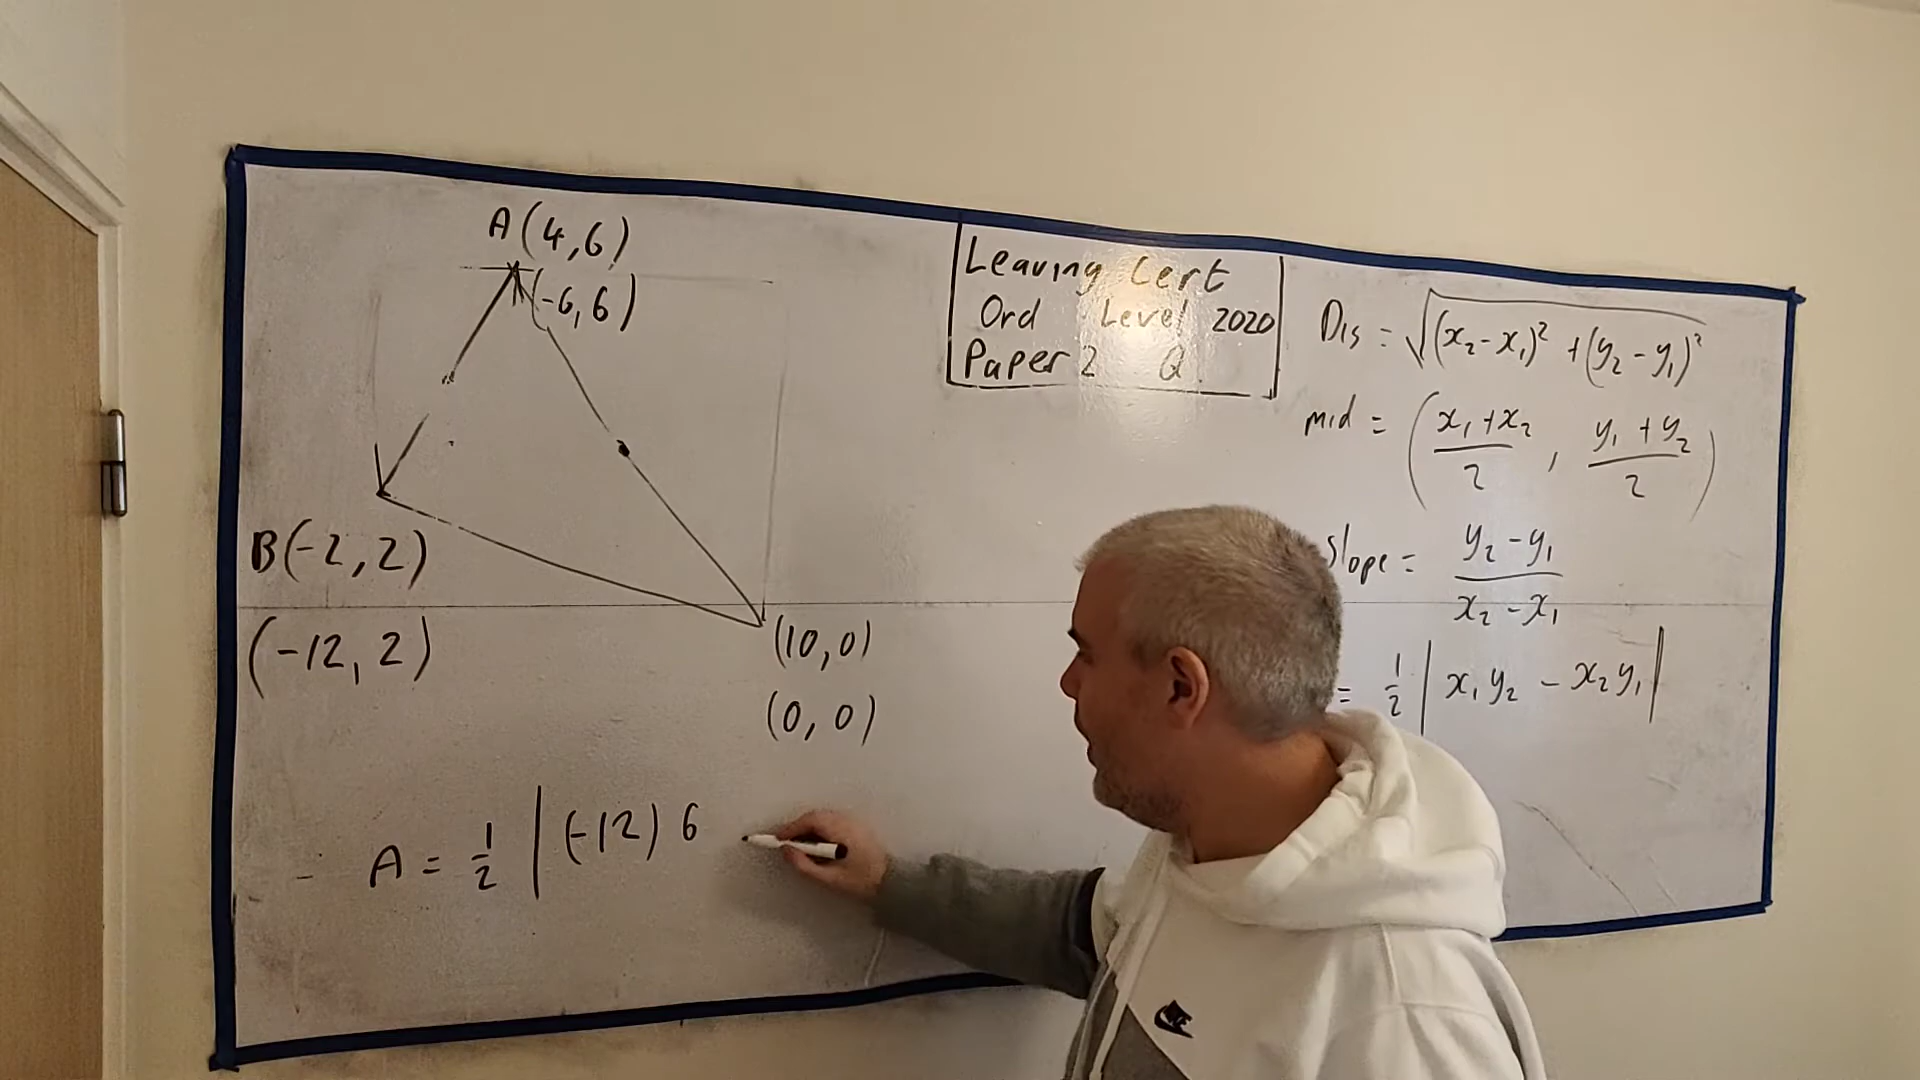 A(4,6)
(-6,6)
B(-2,2)
(-12,2)
(10,0)
(0,0)
A = 1/2 | (-12) 6
Leaving Cert
Ord Level 2020
Paper 2 Q
Dis = √(x₂-x₁)² + (y₂-y₁)²
mid = (x₁+x₂/2, y₁+y₂/2)
slope = y₂-y₁/x₂-x₁
= 1/2 | x₁y₂ - x₂y₁ |